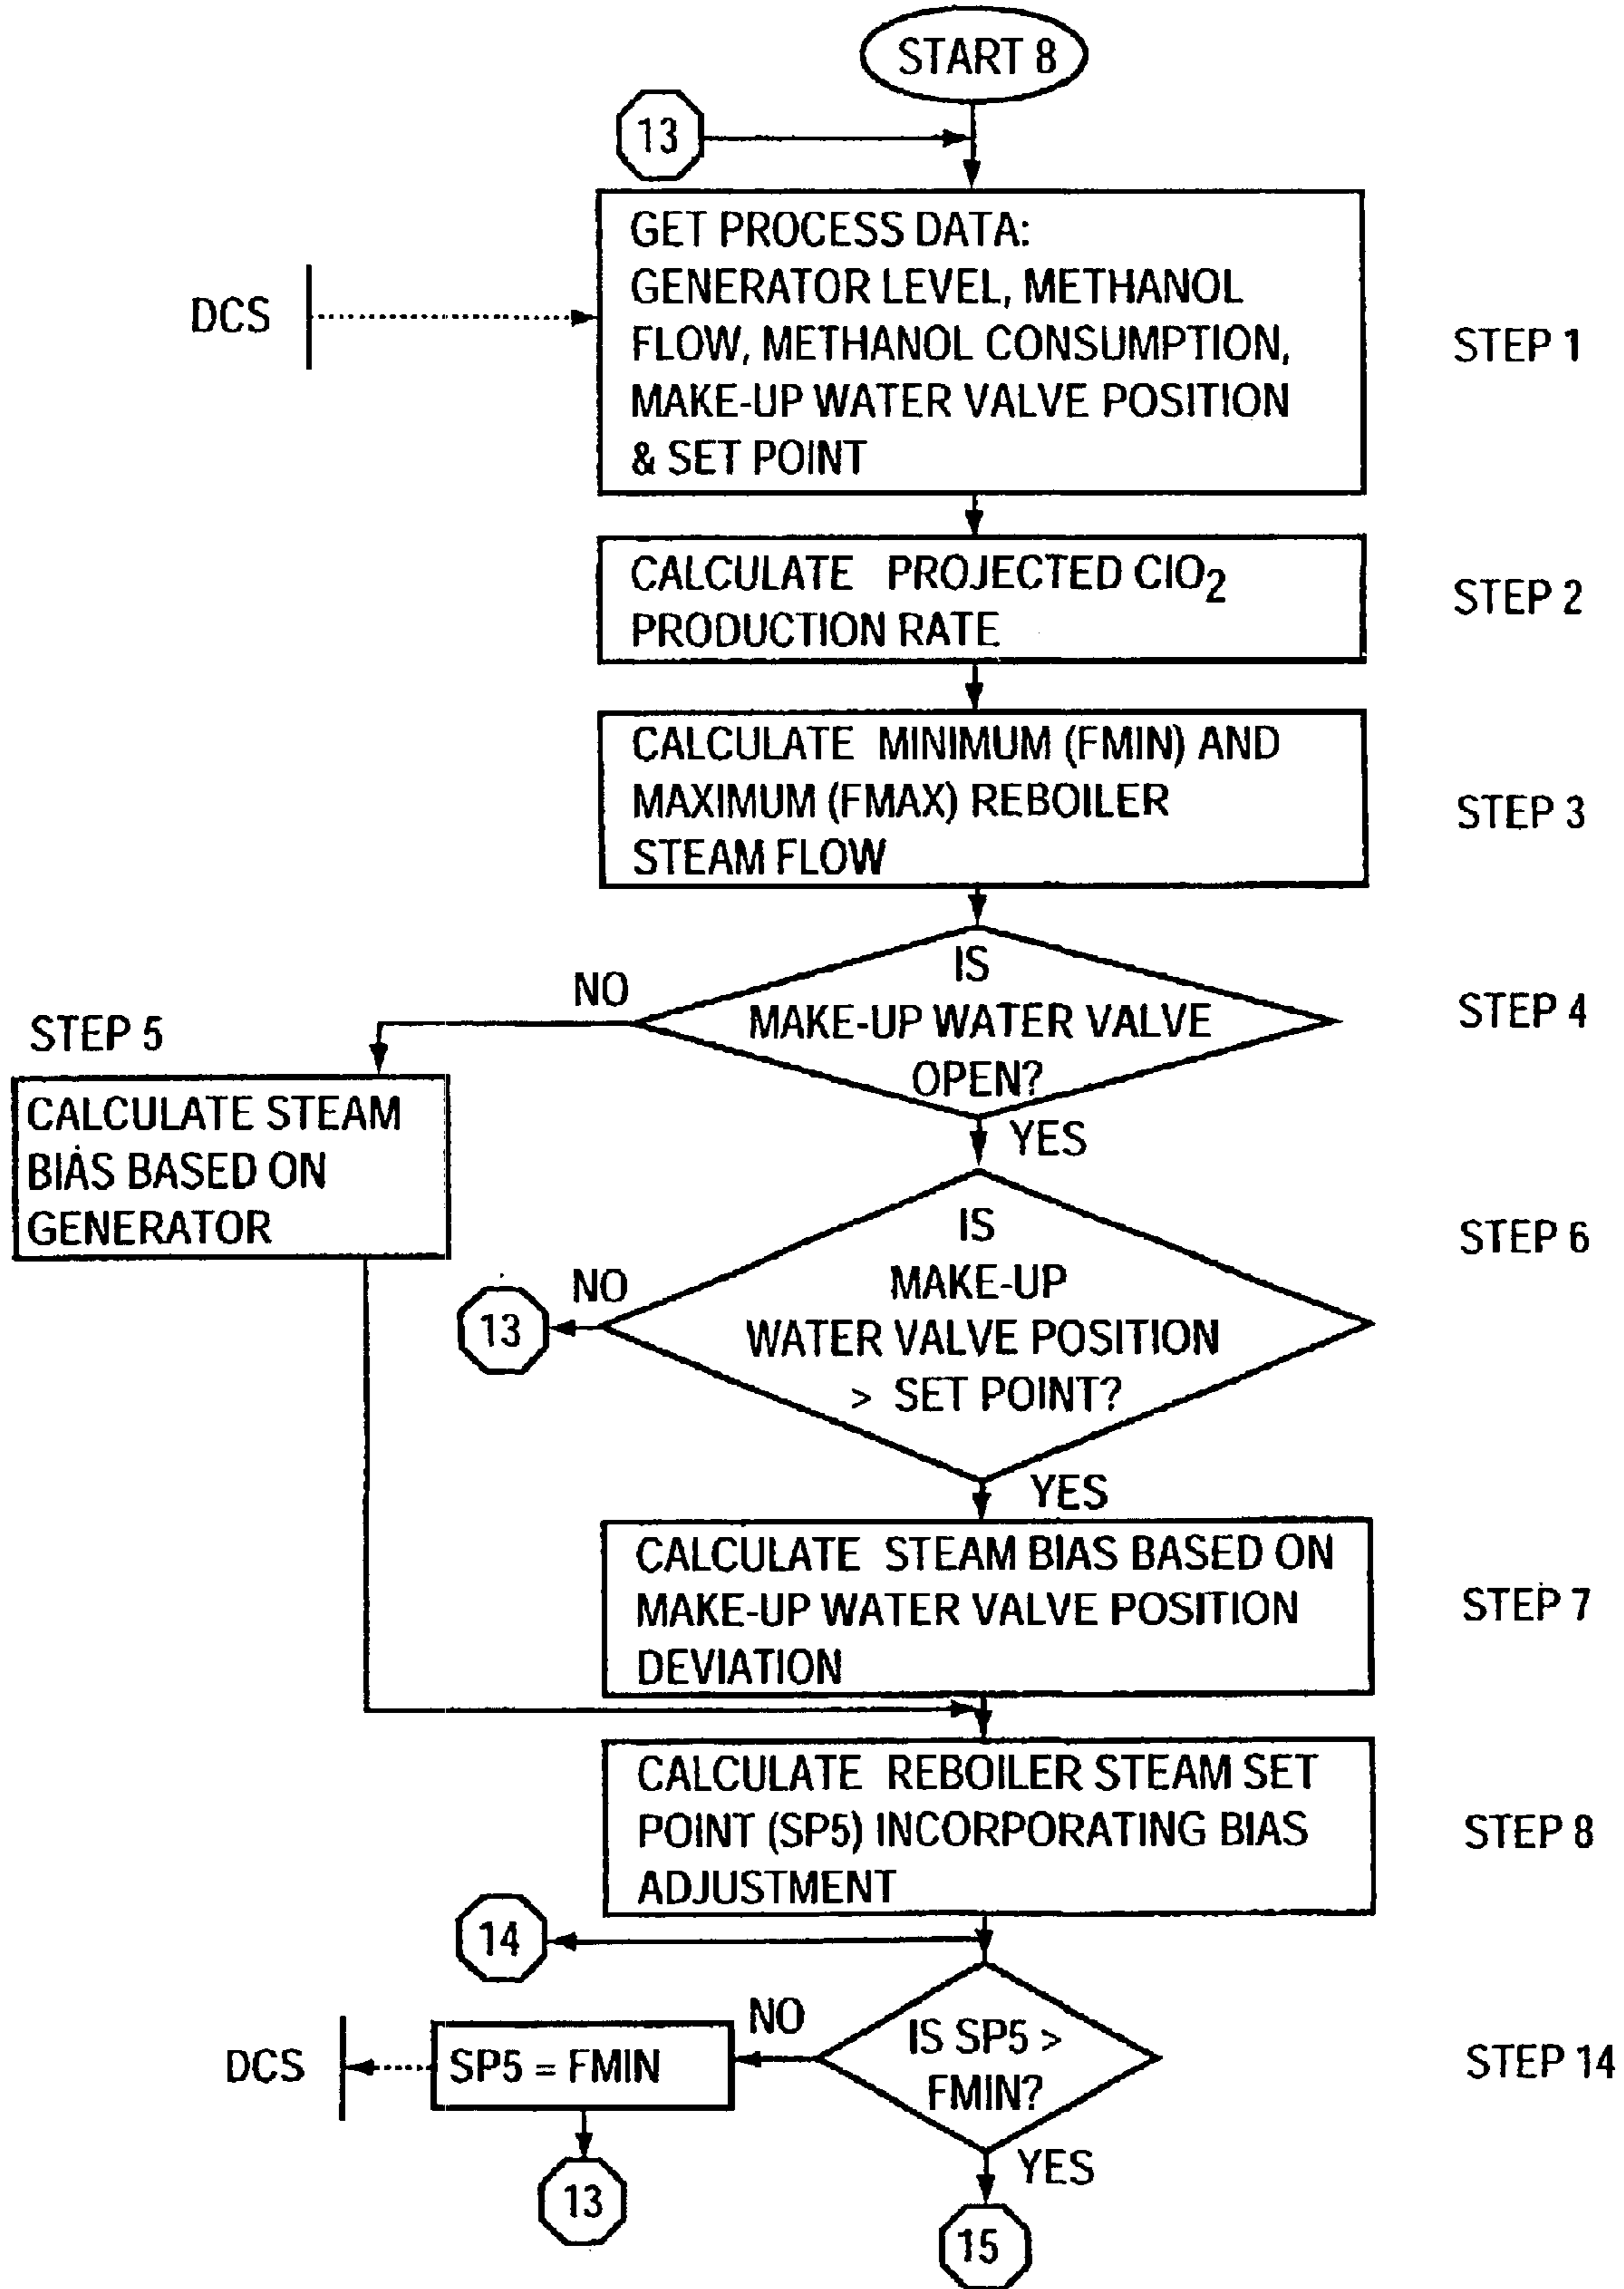 START 8
13
GET PROCESS DATA:
GENERATOR LEVEL, METHANOL
FLOW, METHANOL CONSUMPTION,
MAKE-UP WATER VALVE POSITION
& SET POINT
DCS
STEP 1
CALCULATE PROJECTED ClO2
PRODUCTION RATE
STEP 2
CALCULATE MINIMUM (FMIN) AND
MAXIMUM (FMAX) REBOILER
STEAM FLOW
STEP 3
IS
MAKE-UP WATER VALVE
OPEN?
NO
YES
STEP 4
STEP 5
CALCULATE STEAM
BIAS BASED ON
GENERATOR
IS
MAKE-UP
WATER VALVE POSITION
> SET POINT?
NO
13
YES
STEP 6
CALCULATE STEAM BIAS BASED ON
MAKE-UP WATER VALVE POSITION
DEVIATION
STEP 7
CALCULATE REBOILER STEAM SET
POINT (SP5) INCORPORATING BIAS
ADJUSTMENT
STEP 8
14
IS SP5 >
FMIN?
NO
SP5 = FMIN
DCS
STEP 14
13
YES
15